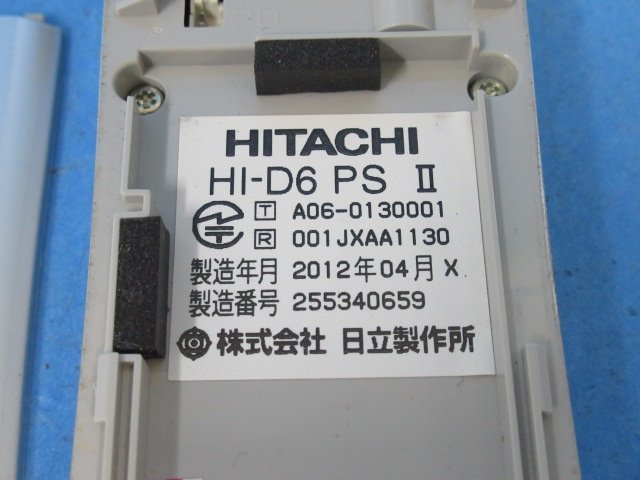 HITACHI
HI-D6 PS Ⅱ
T A06-0130001
R 001JXAA1130
製造年月 2012年04月 X
製造番号 255340659
株式会社 日立製作所